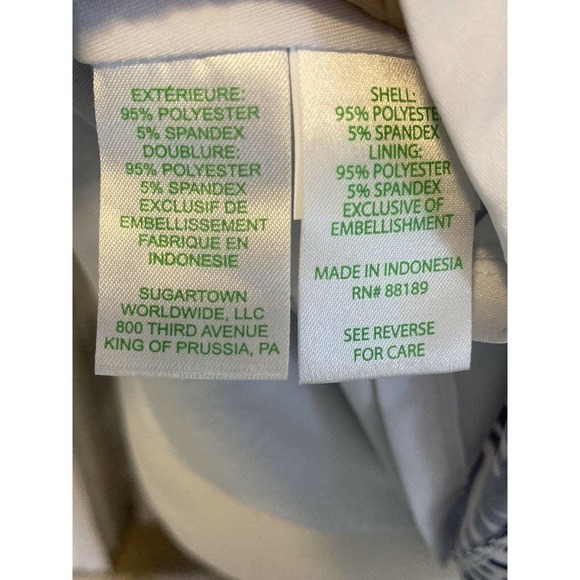 EXTÉRIEURE:
95% POLYESTER
5% SPANDEX
DOUBLURE:
95% POLYESTER
5% SPANDEX
EXCLUSIF DE
EMBELLISSEMENT
FABRIQUE EN
INDONESIE
SUGARTOWN
WORLDWIDE, LLC
800 THIRD AVENUE
KING OF PRUSSIA, PA
SHELL:
95% POLYESTE
5% SPANDEX
LINING:
95% POLYESTER
5% SPANDEX
EXCLUSIVE OF
EMBELLISHMENT
MADE IN INDONESIA
RN# 88189
SEE REVERSE
FOR CARE